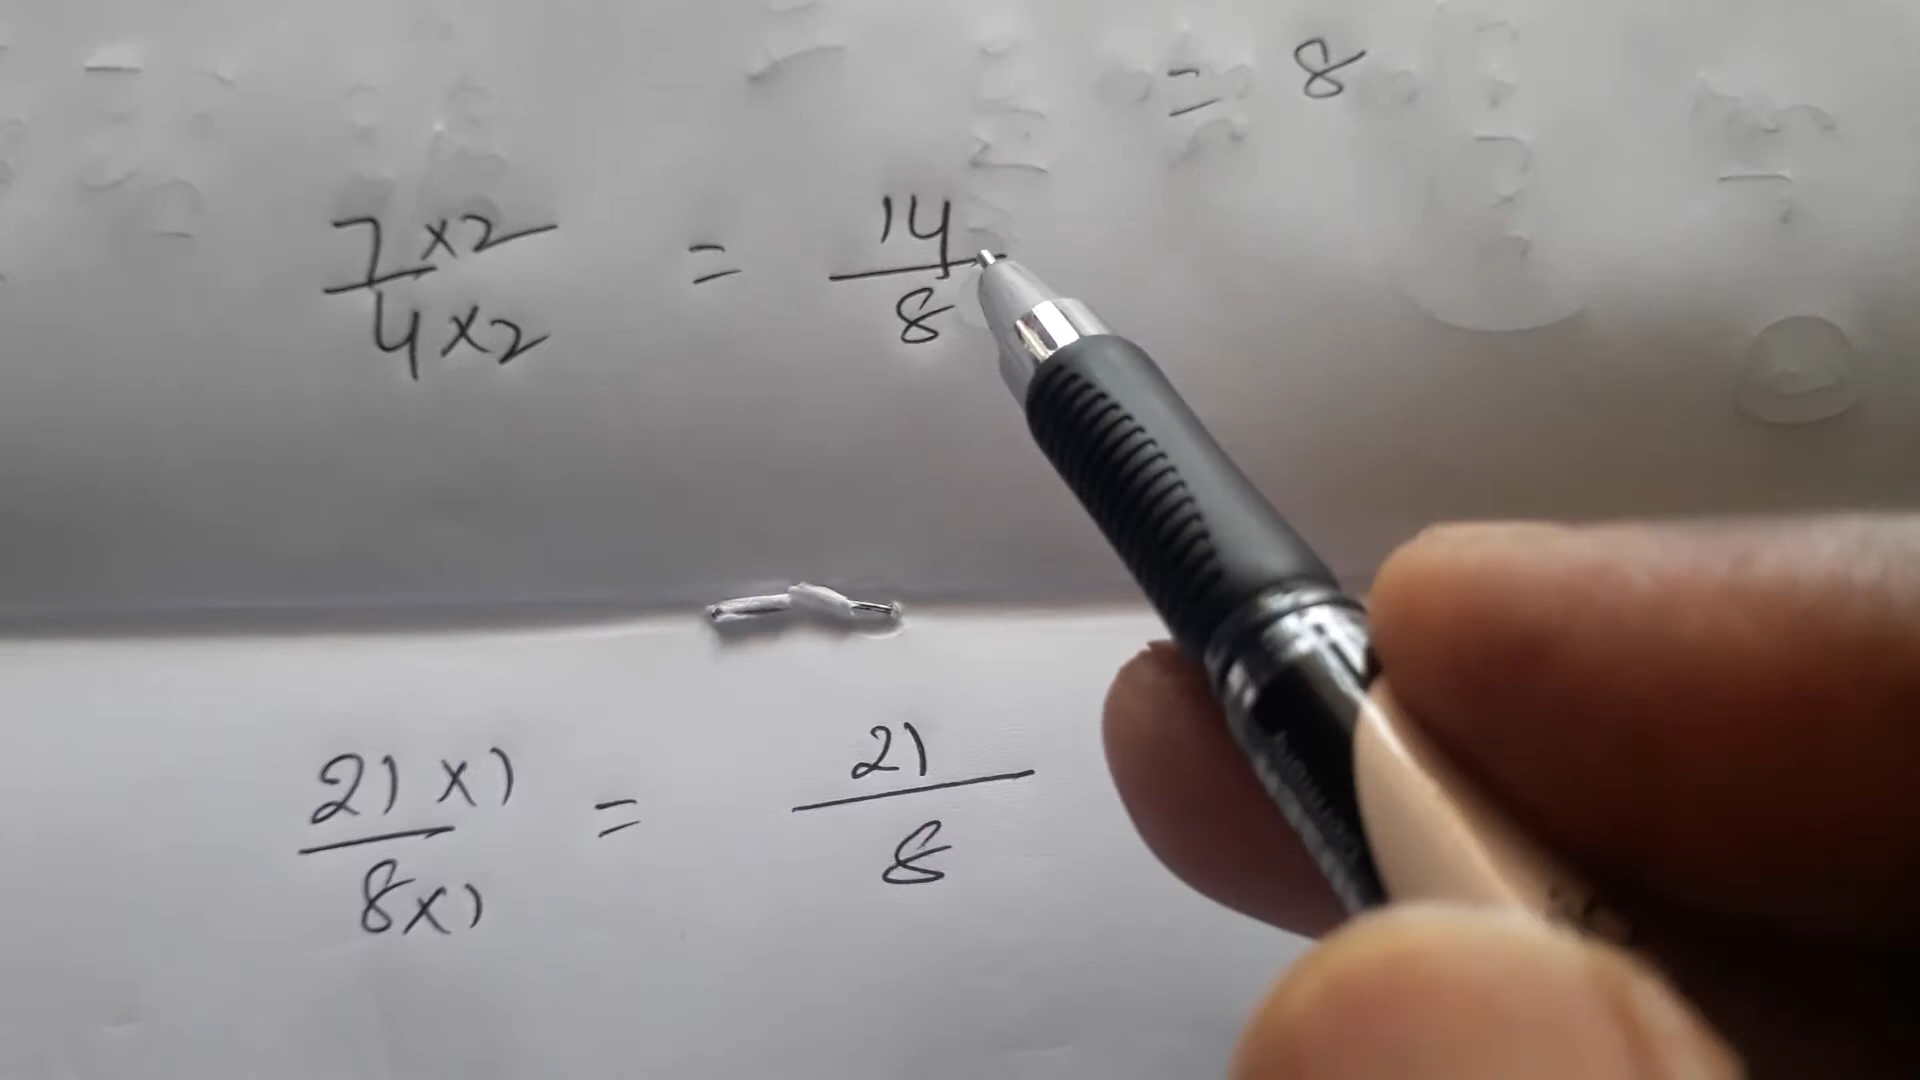 = 8
7×2 = 14
4×2 8
21×1 = 21
8×1 8